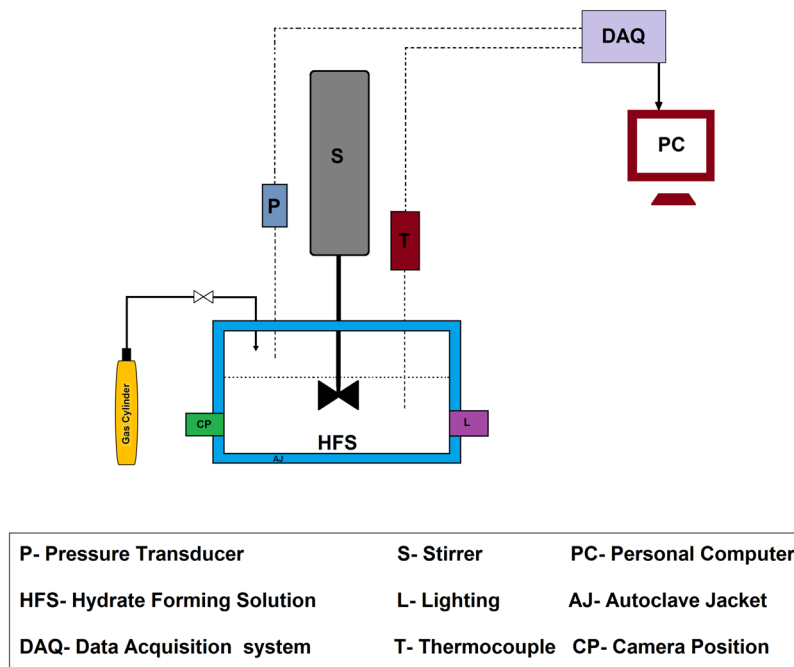 DAQ
PC
S
P
T
Gas Cylinder
CP
L
HFS
AJ
P- Pressure Transducer
S- Stirrer
PC- Personal Computer
HFS- Hydrate Forming Solution
L- Lighting
AJ- Autoclave Jacket
DAQ- Data Acquisition system
T- Thermocouple
CP- Camera Position